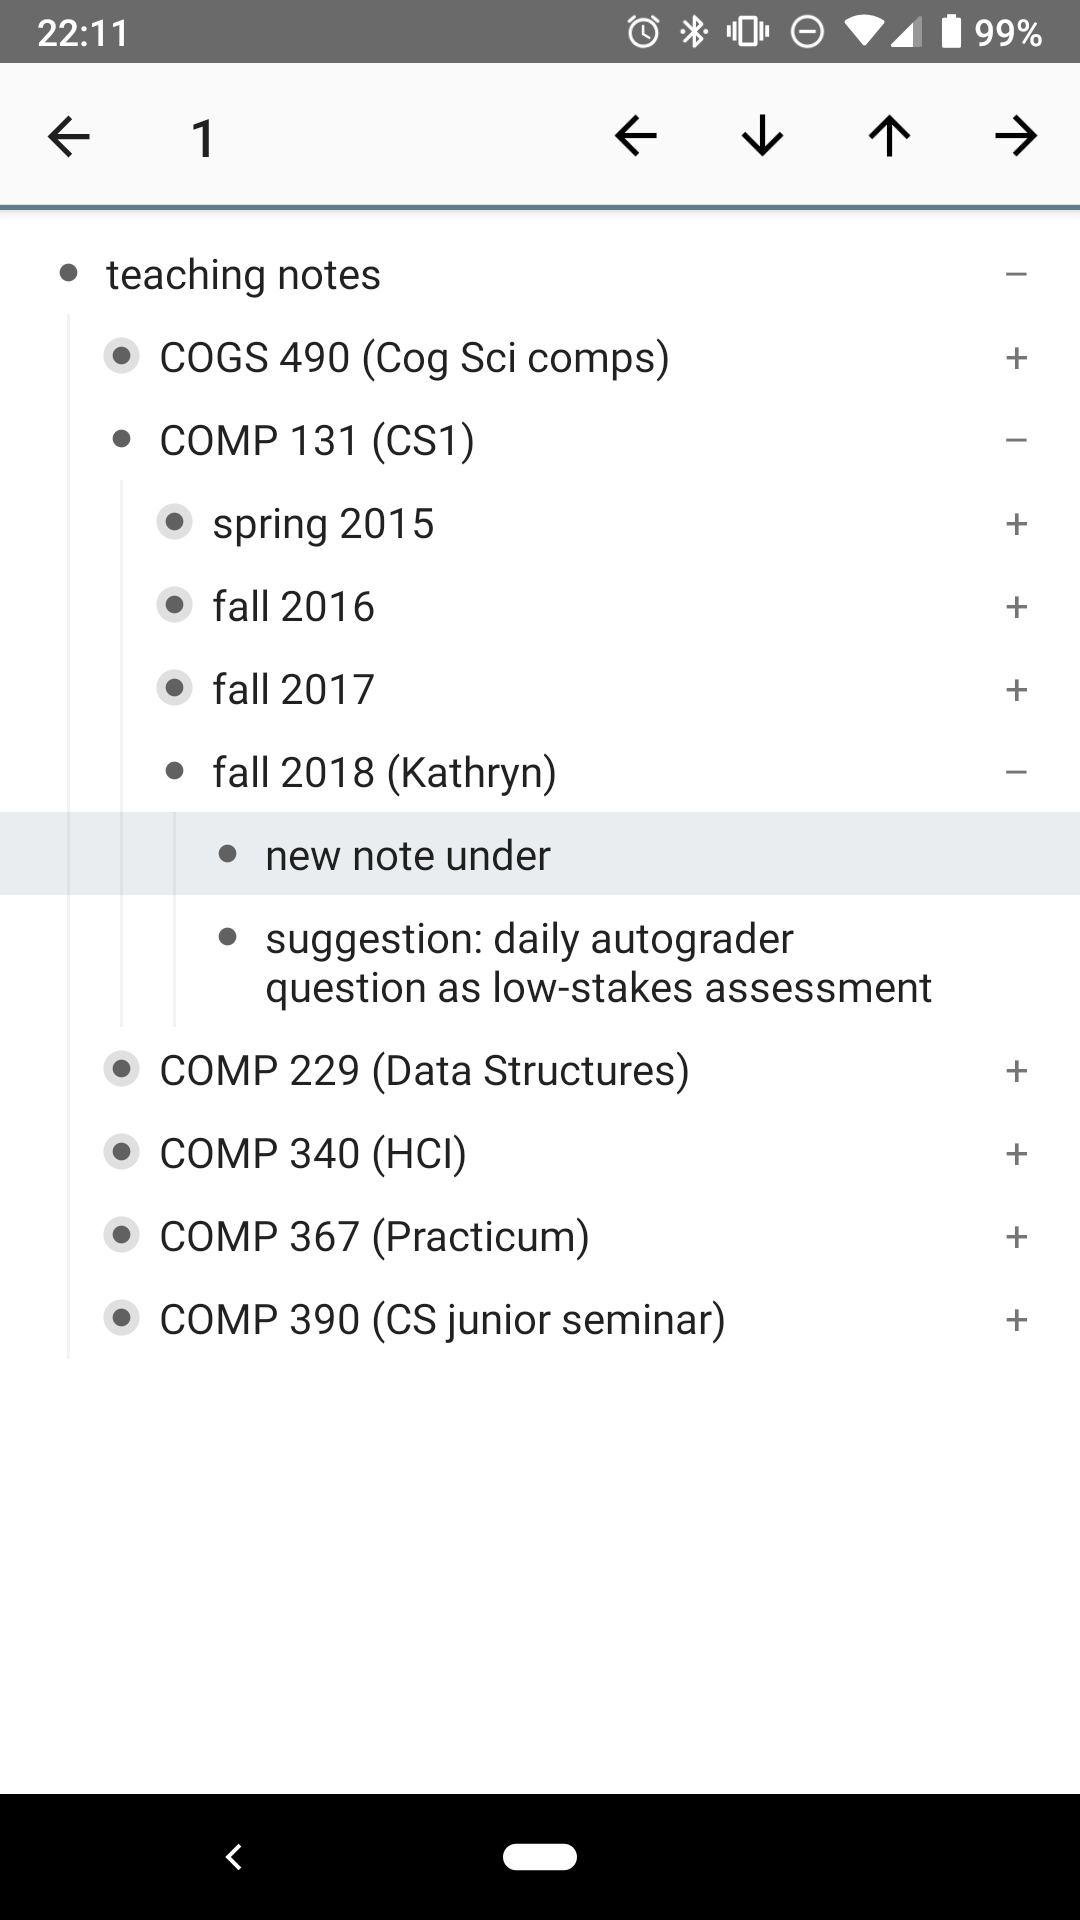 22:11 99%
1
teaching notes
COGS 490 (Cog Sci comps)
COMP 131 (CS1)
spring 2015
fall 2016
fall 2017
fall 2018 (Kathryn)
new note under
suggestion: daily autograder
question as low-stakes assessment
COMP 229 (Data Structures)
COMP 340 (HCI)
COMP 367 (Practicum)
COMP 390 (CS junior seminar)